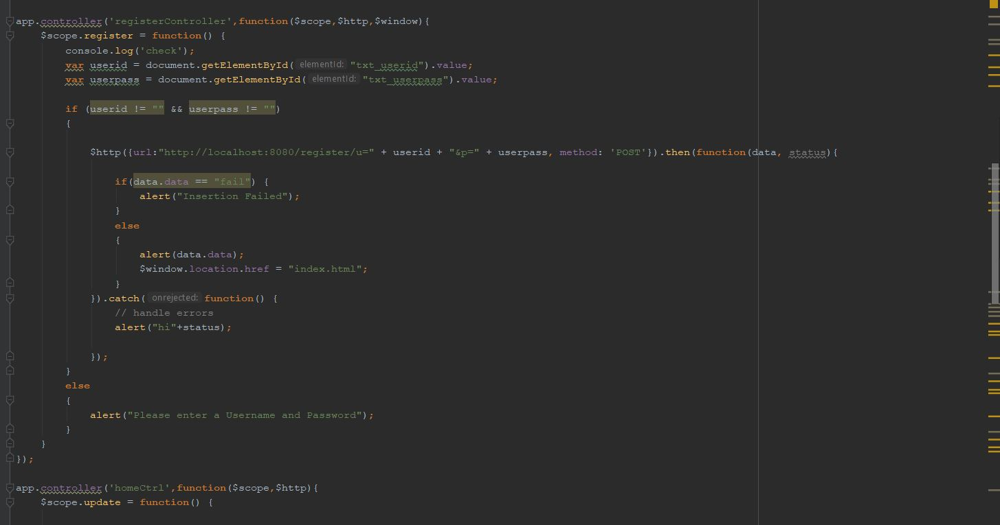 app.controller('registerController',function($scope,$http,$window){
$scope.register = function() {
console.log('check');
var userid = document.getElementById( elementId: "txt_userid").value;
var userpass = document.getElementById( elementId: "txt_userpass").value;
if (userid != "" && userpass != "")
{
$http({url:"http://localhost:8080/register/u=" + userid + "&p=" + userpass, method: 'POST'}).then(function(data, status){
if(data.data == "fail") {
alert("Insertion Failed");
}
else
{
alert(data.data);
$window.location.href = "index.html";
}
}).catch( onrejected: function() {
// handle errors
alert("hi"+status);
});
}
else
{
alert("Please enter a Username and Password");
}
}
});
app.controller('homeCtrl',function($scope,$http){
$scope.update = function() {